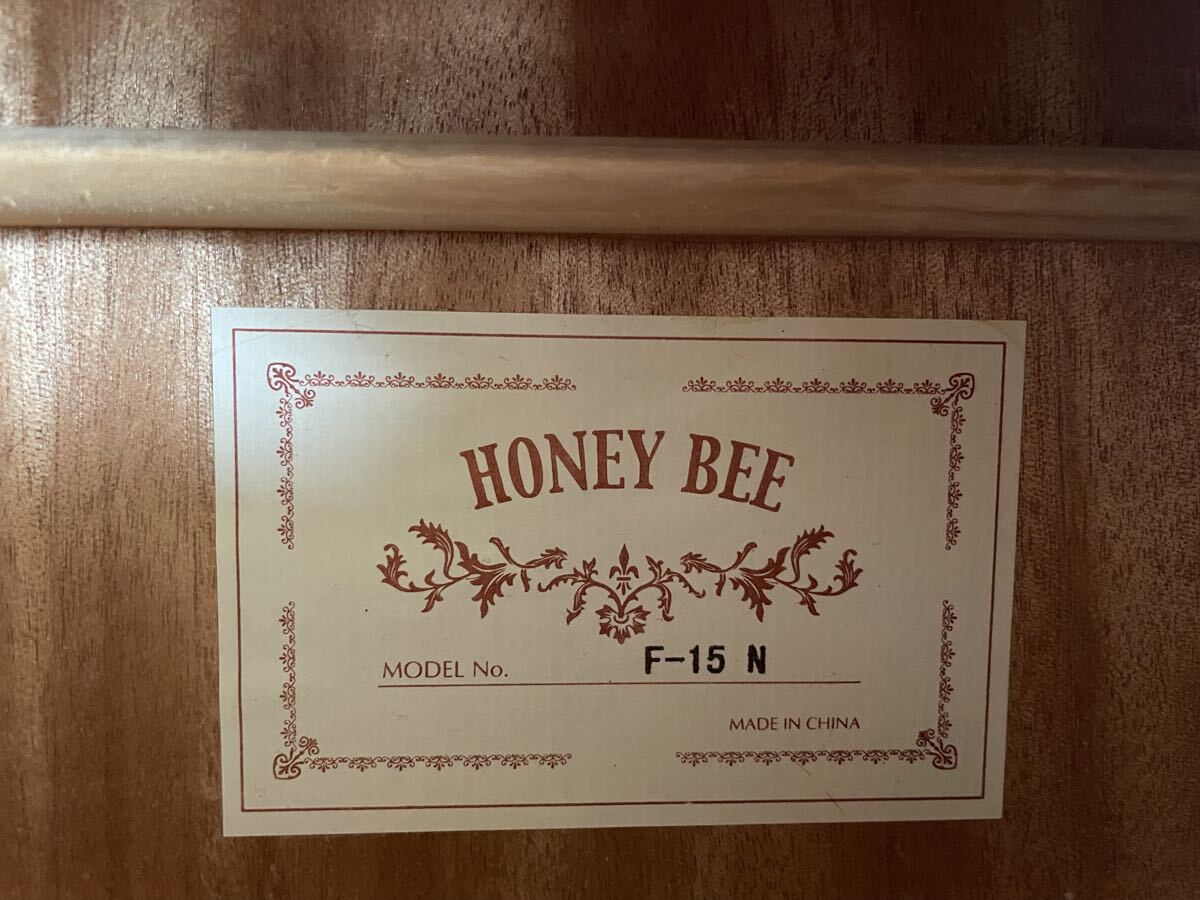 HONEY BEE
MODEL No. F-15 N
MADE IN CHINA